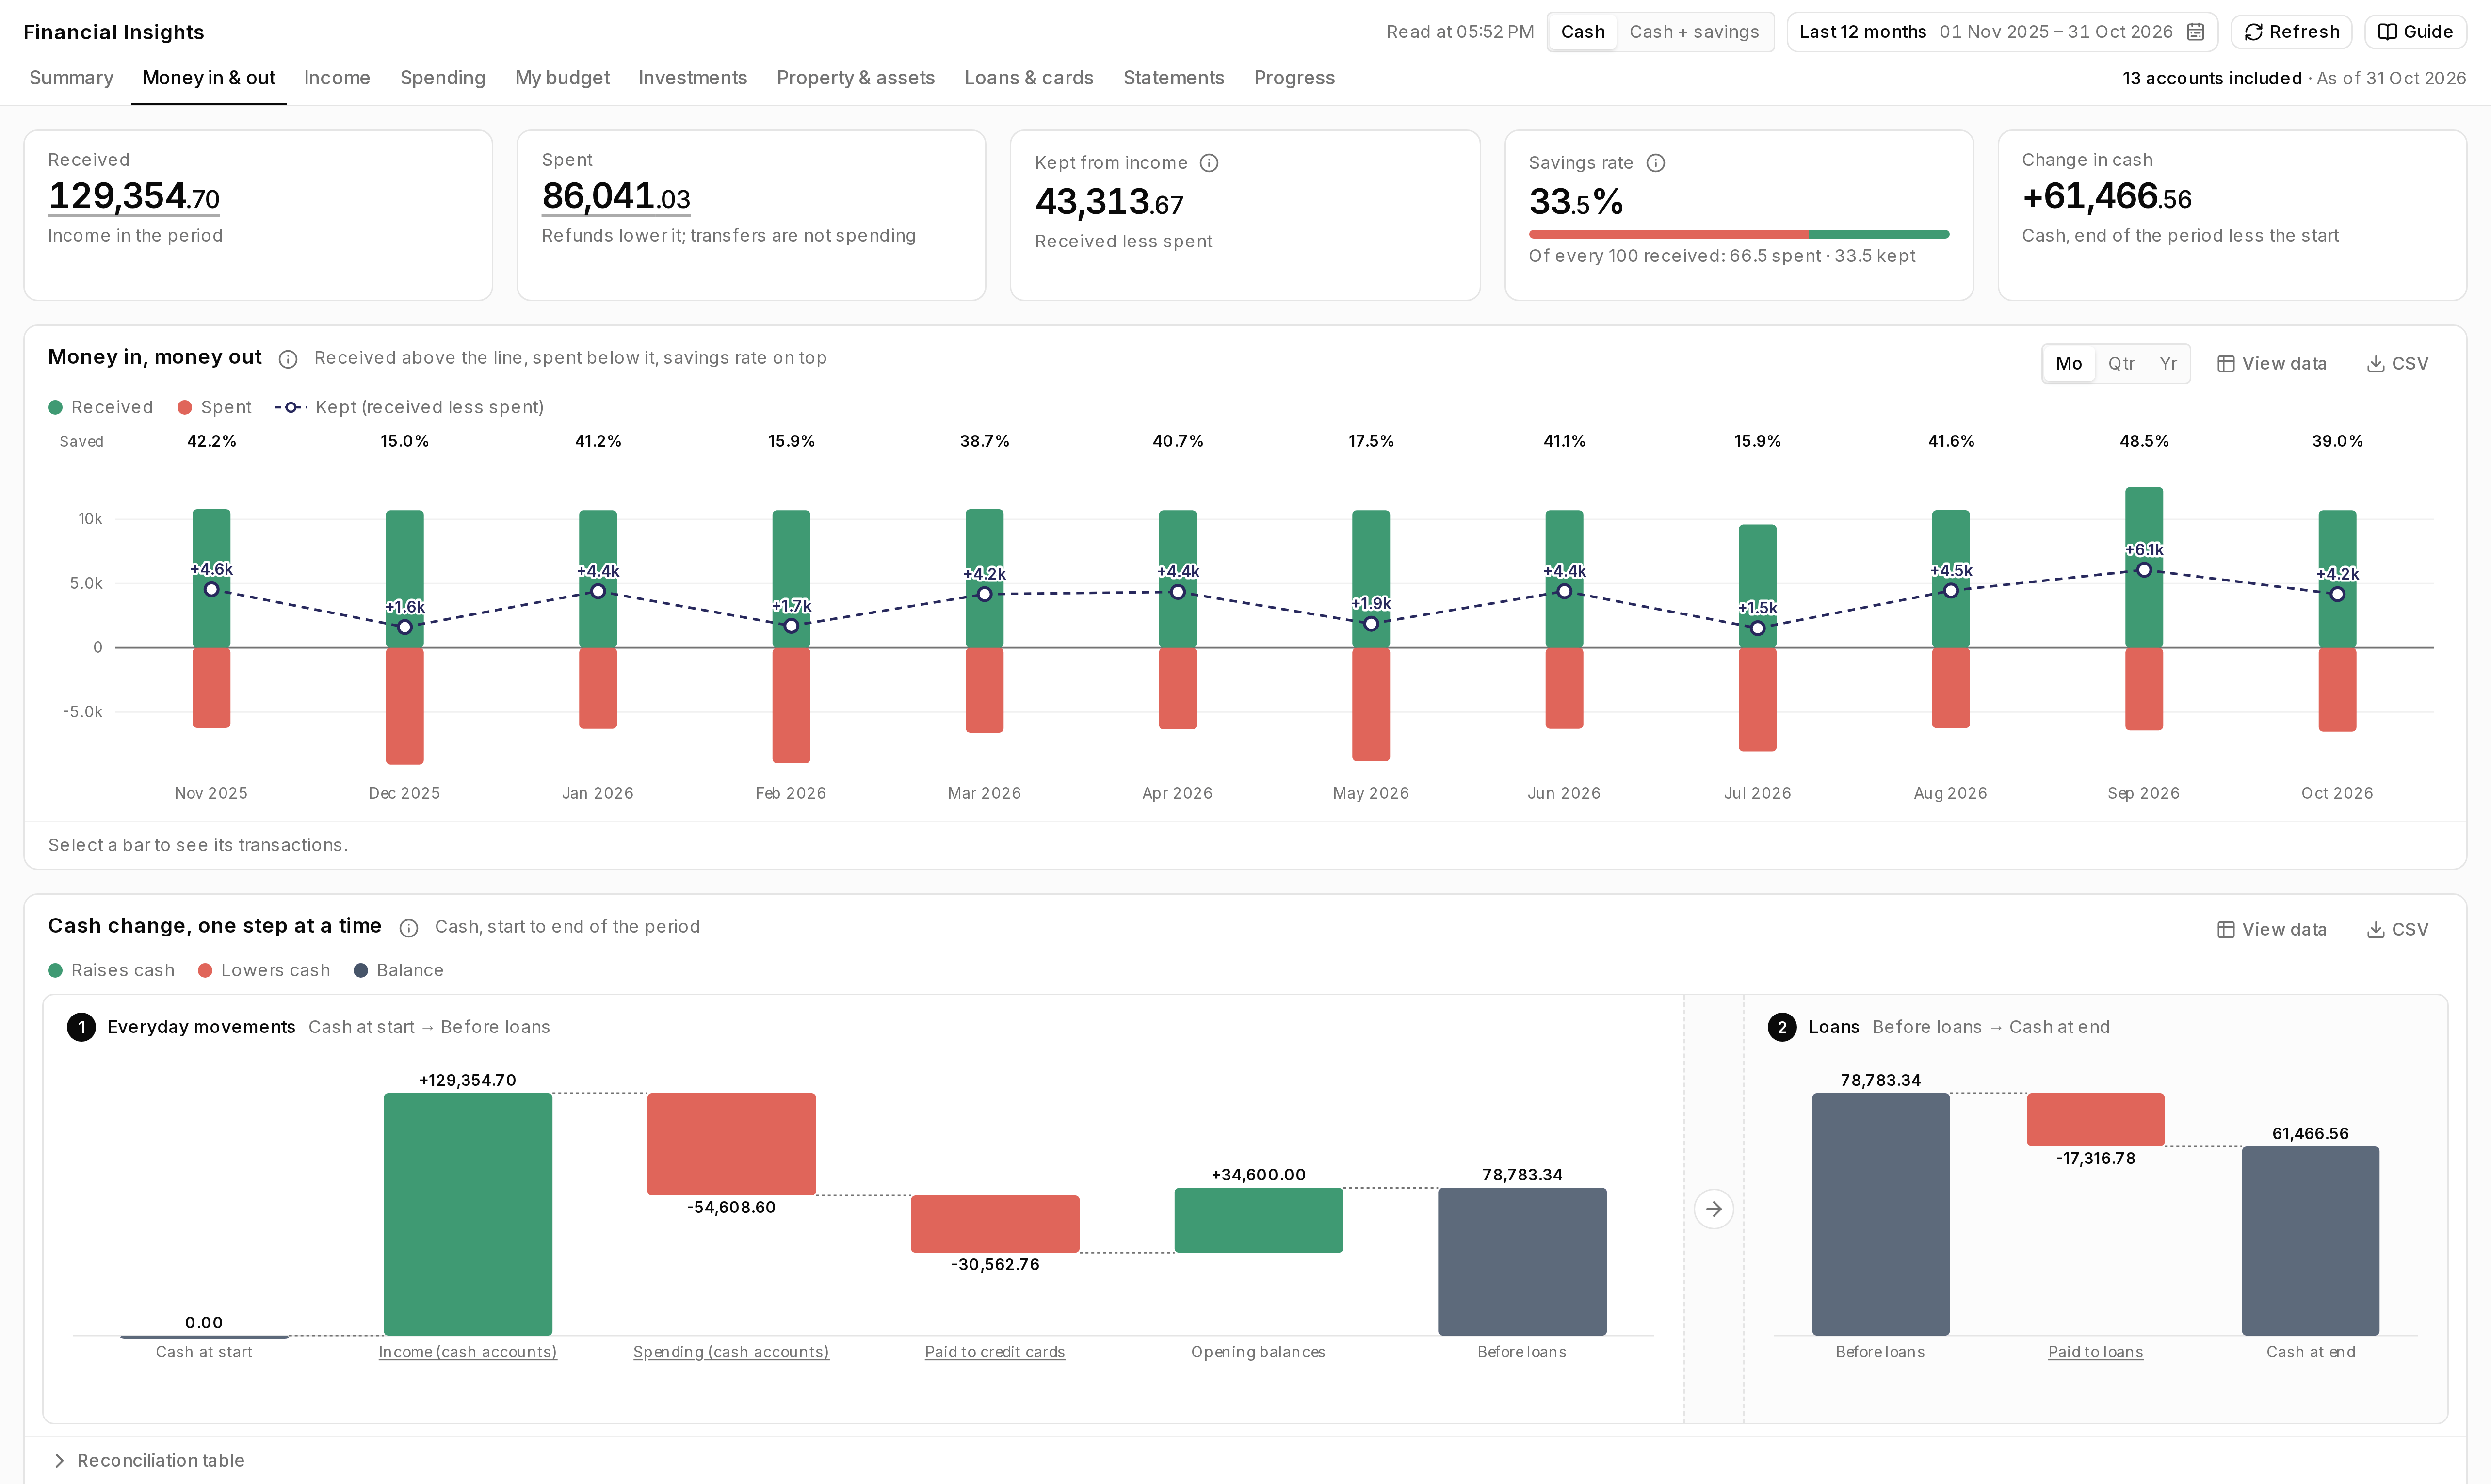 Financial Insights
Read at 05:52 PM
Cash
Cash + savings
Last 12 months 01 Nov 2025 – 31 Oct 2026
Refresh
Guide
Summary
Money in & out
Income
Spending
My budget
Investments
Property & assets
Loans & cards
Statements
Progress
13 accounts included · As of 31 Oct 2026
Received
129,354.70
Income in the period
Spent
86,041.03
Refunds lower it; transfers are not spending
Kept from income
43,313.67
Received less spent
Savings rate
33.5%
Of every 100 received: 66.5 spent · 33.5 kept
Change in cash
+61,466.56
Cash, end of the period less the start
Money in, money out
Received above the line, spent below it, savings rate on top
Mo
Qtr
Yr
View data
CSV
Received
Spent
Kept (received less spent)
Saved 42.2% 15.0% 41.2% 15.9% 38.7% 40.7% 17.5% 41.1% 15.9% 41.6% 48.5% 39.0%
10k
5.0k
0
-5.0k
+4.6k +1.6k +4.4k +1.7k +4.2k +4.4k +1.9k +4.4k +1.5k +4.5k +6.1k +4.2k
Nov 2025 Dec 2025 Jan 2026 Feb 2026 Mar 2026 Apr 2026 May 2026 Jun 2026 Jul 2026 Aug 2026 Sep 2026 Oct 2026
Select a bar to see its transactions.
Cash change, one step at a time
Cash, start to end of the period
View data
CSV
Raises cash
Lowers cash
Balance
1 Everyday movements Cash at start → Before loans
0.00
+129,354.70
-54,608.60
-30,562.76
+34,600.00
78,783.34
Cash at start
Income (cash accounts)
Spending (cash accounts)
Paid to credit cards
Opening balances
Before loans
2 Loans Before loans → Cash at end
78,783.34
-17,316.78
61,466.56
Before loans
Paid to loans
Cash at end
Reconciliation table